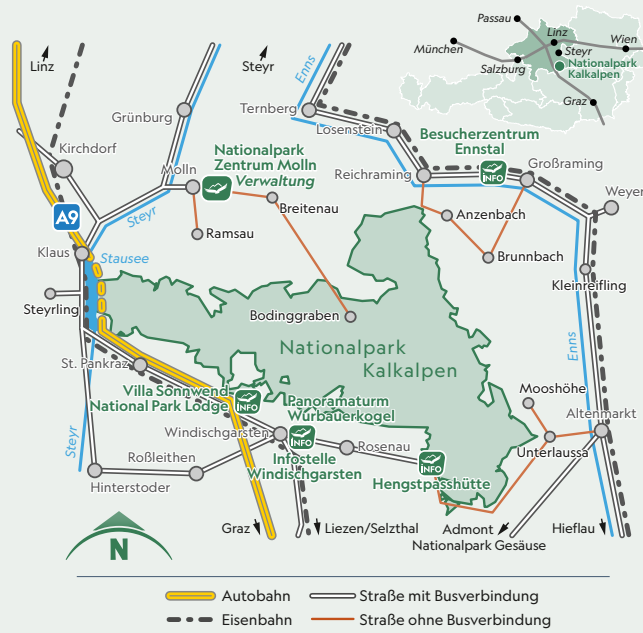 Passau
Linz
Wien
München
Steyr
Nationalpark
Kalkalpen
Salzburg
Graz
Linz
Steyr
Enns
Ternberg
Grünburg
Losenstein
Besucherzentrum
Ennstal
Kirchdorf
Nationalpark
Zentrum Molln
Verwaltung
Molln
Reichraming
INFO
Großraming
Weyer
A9
Steyr
Breitenau
Anzenbach
Ramsau
Klaus
Stausee
Brunnbach
Kleinreifling
Steyrling
Bodinggraben
Enns
Nationalpark
Kalkalpen
St. Pankraz
Villa Sonnwend
National Park Lodge
INFO
Panoramaturm
Wurbauerkogel
Mooshöhe
Altenmarkt
Steyr
Windischgarsten
INFO
Rosenau
Unterlaussa
Roßleithen
Infostelle
Windischgarsten
INFO
Hengstpasshütte
Hinterstoder
Graz
Liezen/Selzthal
Admont
Nationalpark Gesäuse
Hieflau
N
Autobahn
Straße mit Busverbindung
Eisenbahn
Straße ohne Busverbindung